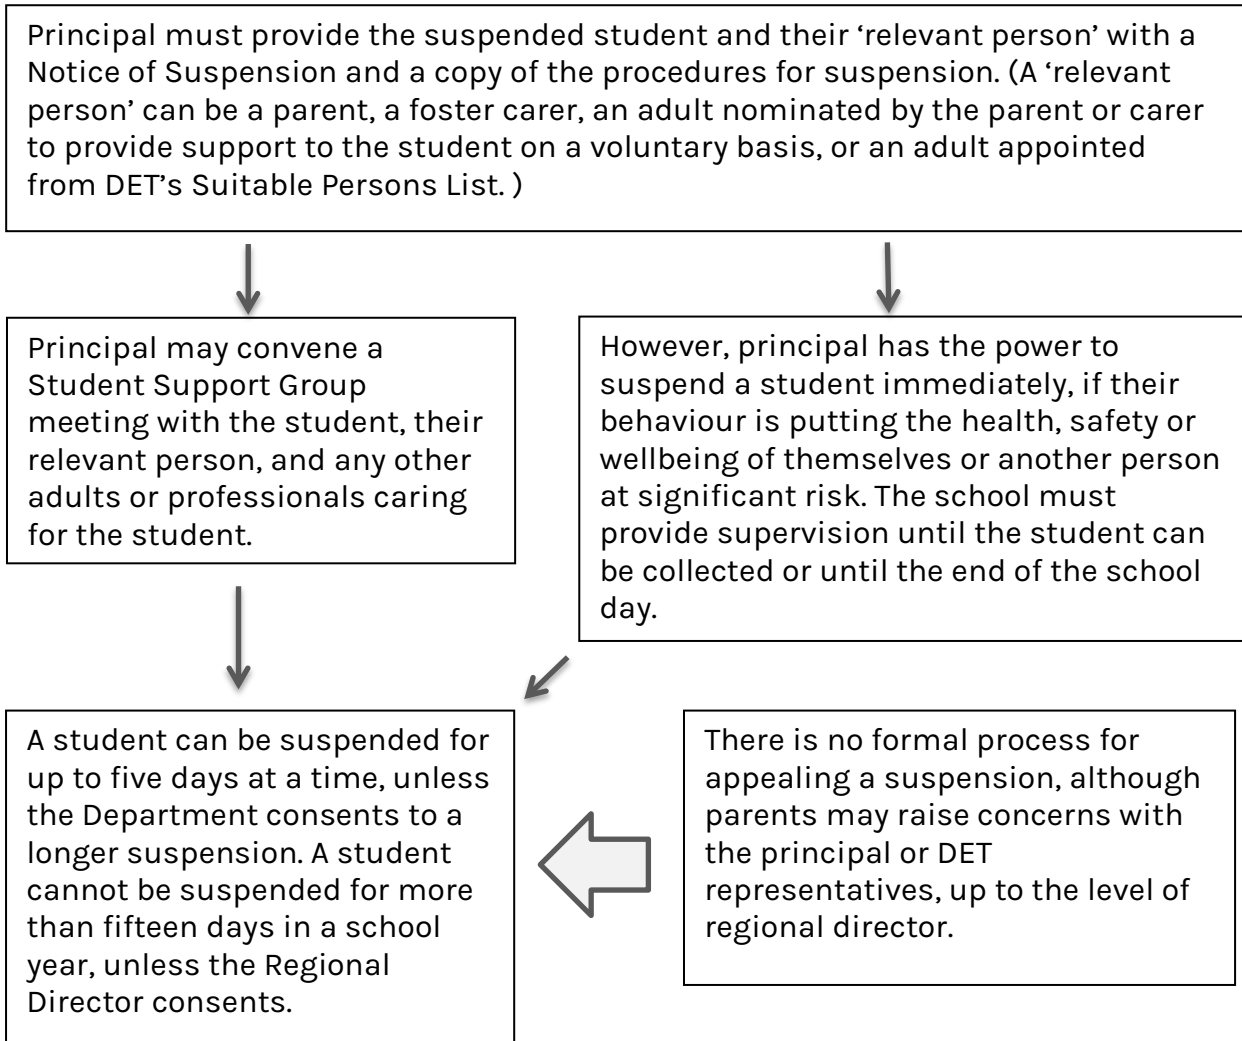 Principal must provide the suspended student and their ‘relevant person’ with a
Notice of Suspension and a copy of the procedures for suspension. (A ‘relevant
person’ can be a parent, a foster carer, an adult nominated by the parent or carer
to provide support to the student on a voluntary basis, or an adult appointed
from DET’s Suitable Persons List. )
Principal may convene a
Student Support Group
meeting with the student, their
relevant person, and any other
adults or professionals caring
for the student.
However, principal has the power to
suspend a student immediately, if their
behaviour is putting the health, safety or
wellbeing of themselves or another person
at significant risk. The school must
provide supervision until the student can
be collected or until the end of the school
day.
A student can be suspended for
up to five days at a time, unless
the Department consents to a
longer suspension. A student
cannot be suspended for more
than fifteen days in a school
year, unless the Regional
Director consents.
There is no formal process for
appealing a suspension, although
parents may raise concerns with
the principal or DET
representatives, up to the level of
regional director.